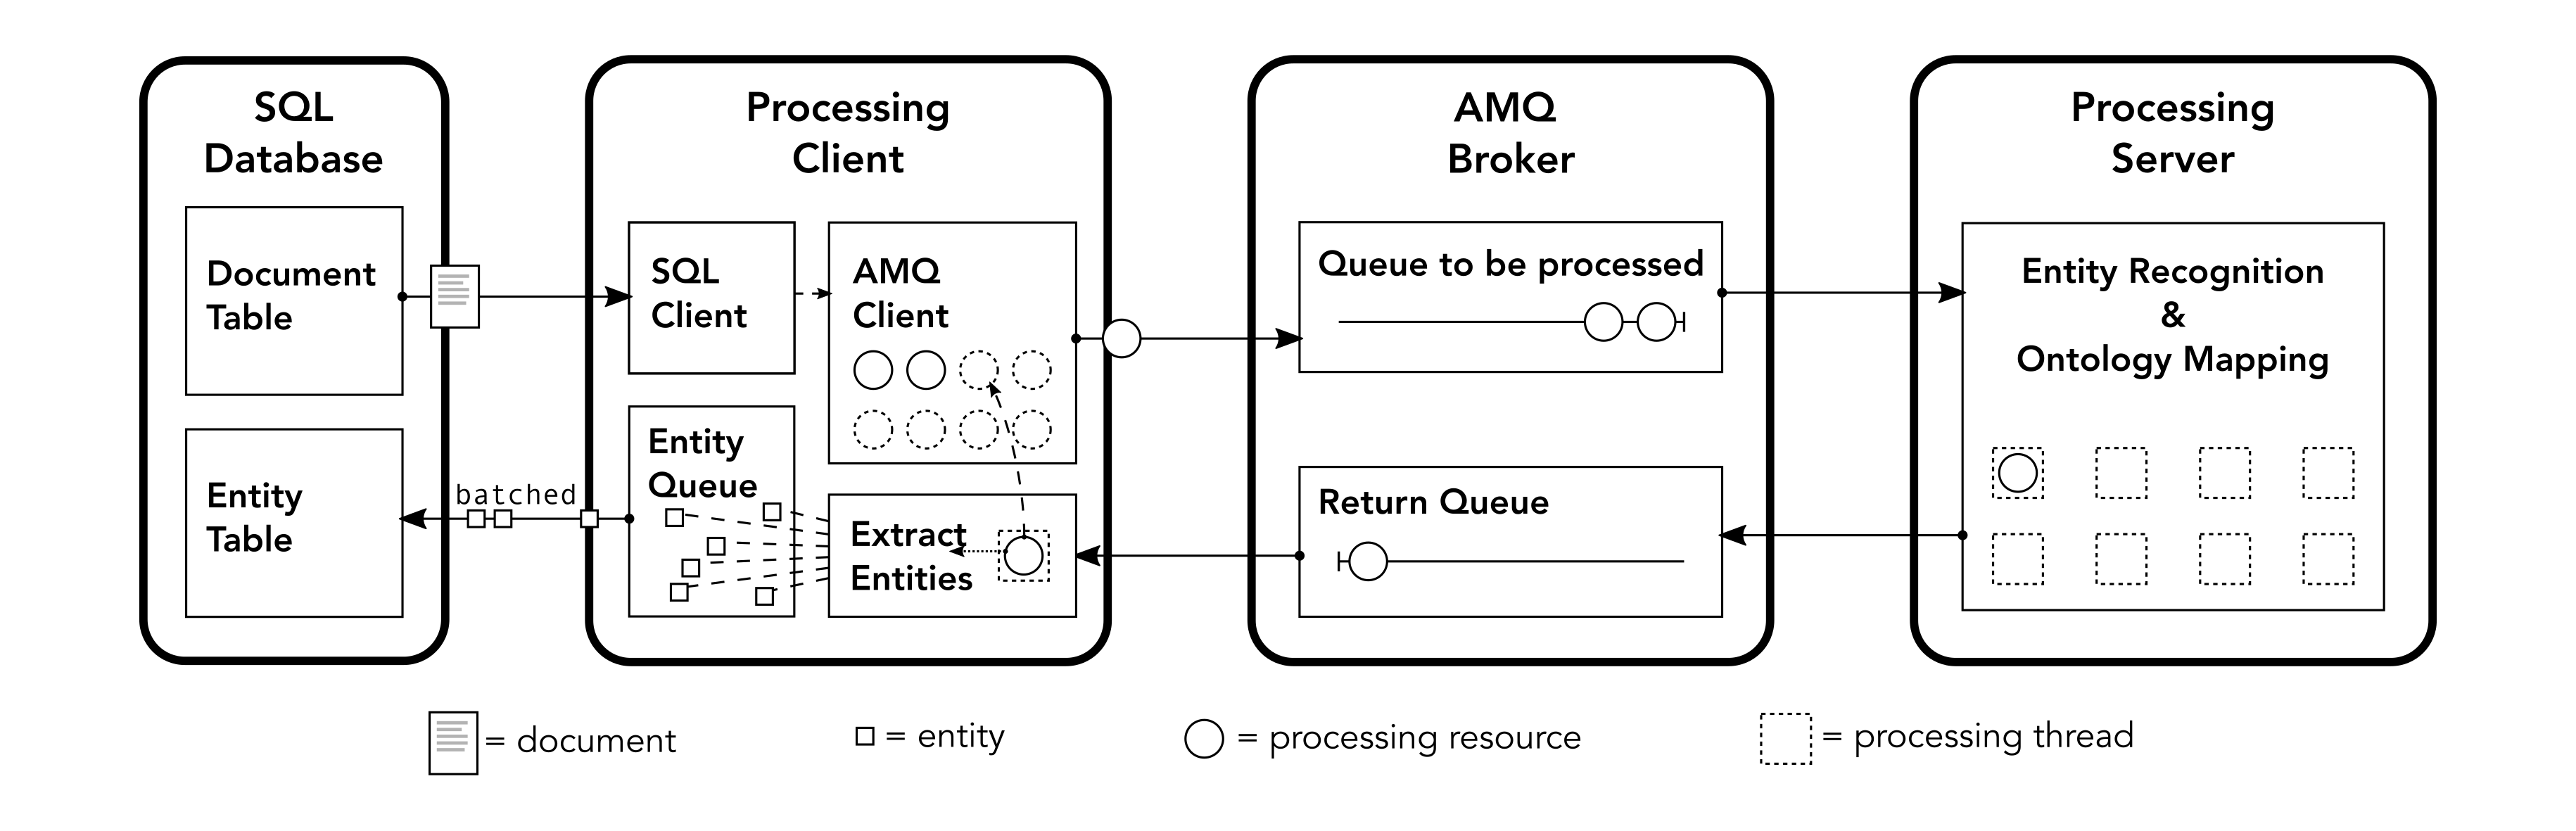 SQL
Database
Document
Table
Entity
Table
batched
Processing
Client
SQL
Client
AMQ
Client
Entity
Queue
Extract
Entities
AMQ
Broker
Queue to be processed
Return Queue
Processing
Server
Entity Recognition
&
Ontology Mapping
= document
= entity
= processing resource
= processing thread